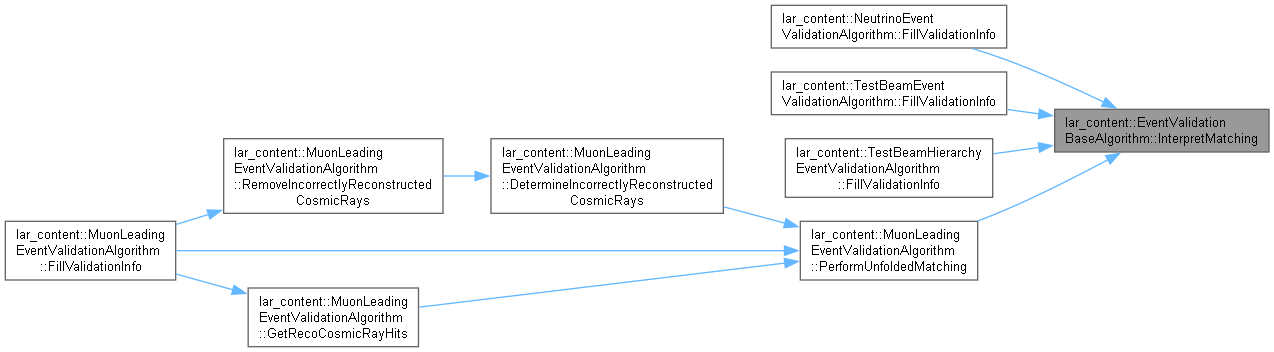 lar_content::NeutrinoEvent
ValidationAlgorithm::FillValidationInfo
lar_content::TestBeamEvent
ValidationAlgorithm::FillValidationInfo
lar_content::EventValidation
BaseAlgorithm::InterpretMatching
lar_content::TestBeamHierarchy
EventValidationAlgorithm
::FillValidationInfo
lar_content::MuonLeading
EventValidationAlgorithm
::RemoveIncorrectlyReconstructed
CosmicRays
lar_content::MuonLeading
EventValidationAlgorithm
::DetermineIncorrectlyReconstructed
CosmicRays
lar_content::MuonLeading
EventValidationAlgorithm
::FillValidationInfo
lar_content::MuonLeading
EventValidationAlgorithm
::PerformUnfoldedMatching
lar_content::MuonLeading
EventValidationAlgorithm
::GetRecoCosmicRayHits